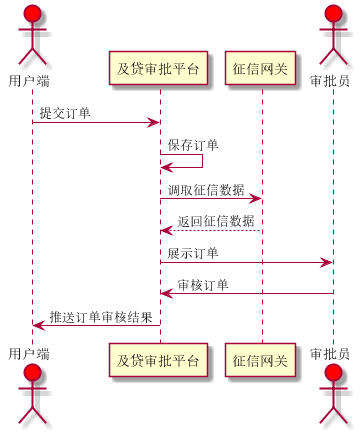 用户端
及贷审批平台
征信网关
审批员
提交订单
保存订单
调取征信数据
返回征信数据
展示订单
审核订单
推送订单审核结果
用户端
及贷审批平台
征信网关
审批员